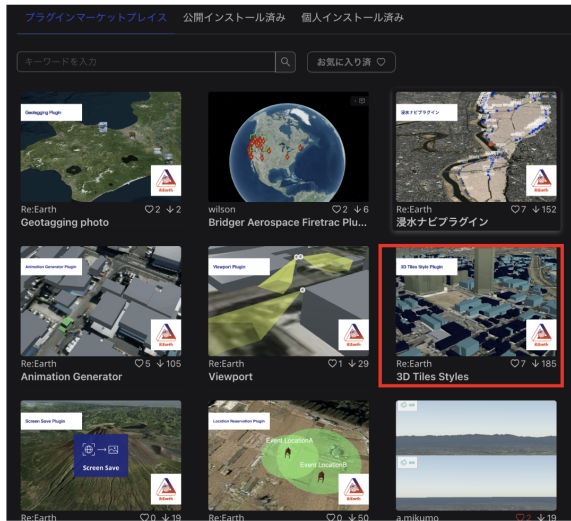 プラグインマーケットプレイス 公開インストール済み 個人インストール済み
キーワードを入力 お気に入り済 ♡
Geotagging Plugin
Re:Earth
Re:Earth ♡2 ↓2
Geotagging photo
wilson ♡2 ↓6
Bridger Aerospace Firetrac Plu...
浸水ナビプラグイン
Re:Earth
Re:Earth ♡7 ↓152
浸水ナビプラグイン
Animation Generator Plugin
Re:Earth
Re:Earth ♡5 ↓105
Animation Generator
Viewport Plugin
Re:Earth
Re:Earth ♡1 ↓29
Viewport
3D Tiles Style Plugin
Re:Earth
Re:Earth ♡7 ↓185
3D Tiles Styles
Screen Save Plugin
Screen Save
Re:Earth
Re:Earth ♡0 ↓19
Location Reservation Plugin
Event LocationA
Event LocationB
Re:Earth
Re:Earth ♡0 ↓50
a.mikumo ♡2 ↓19